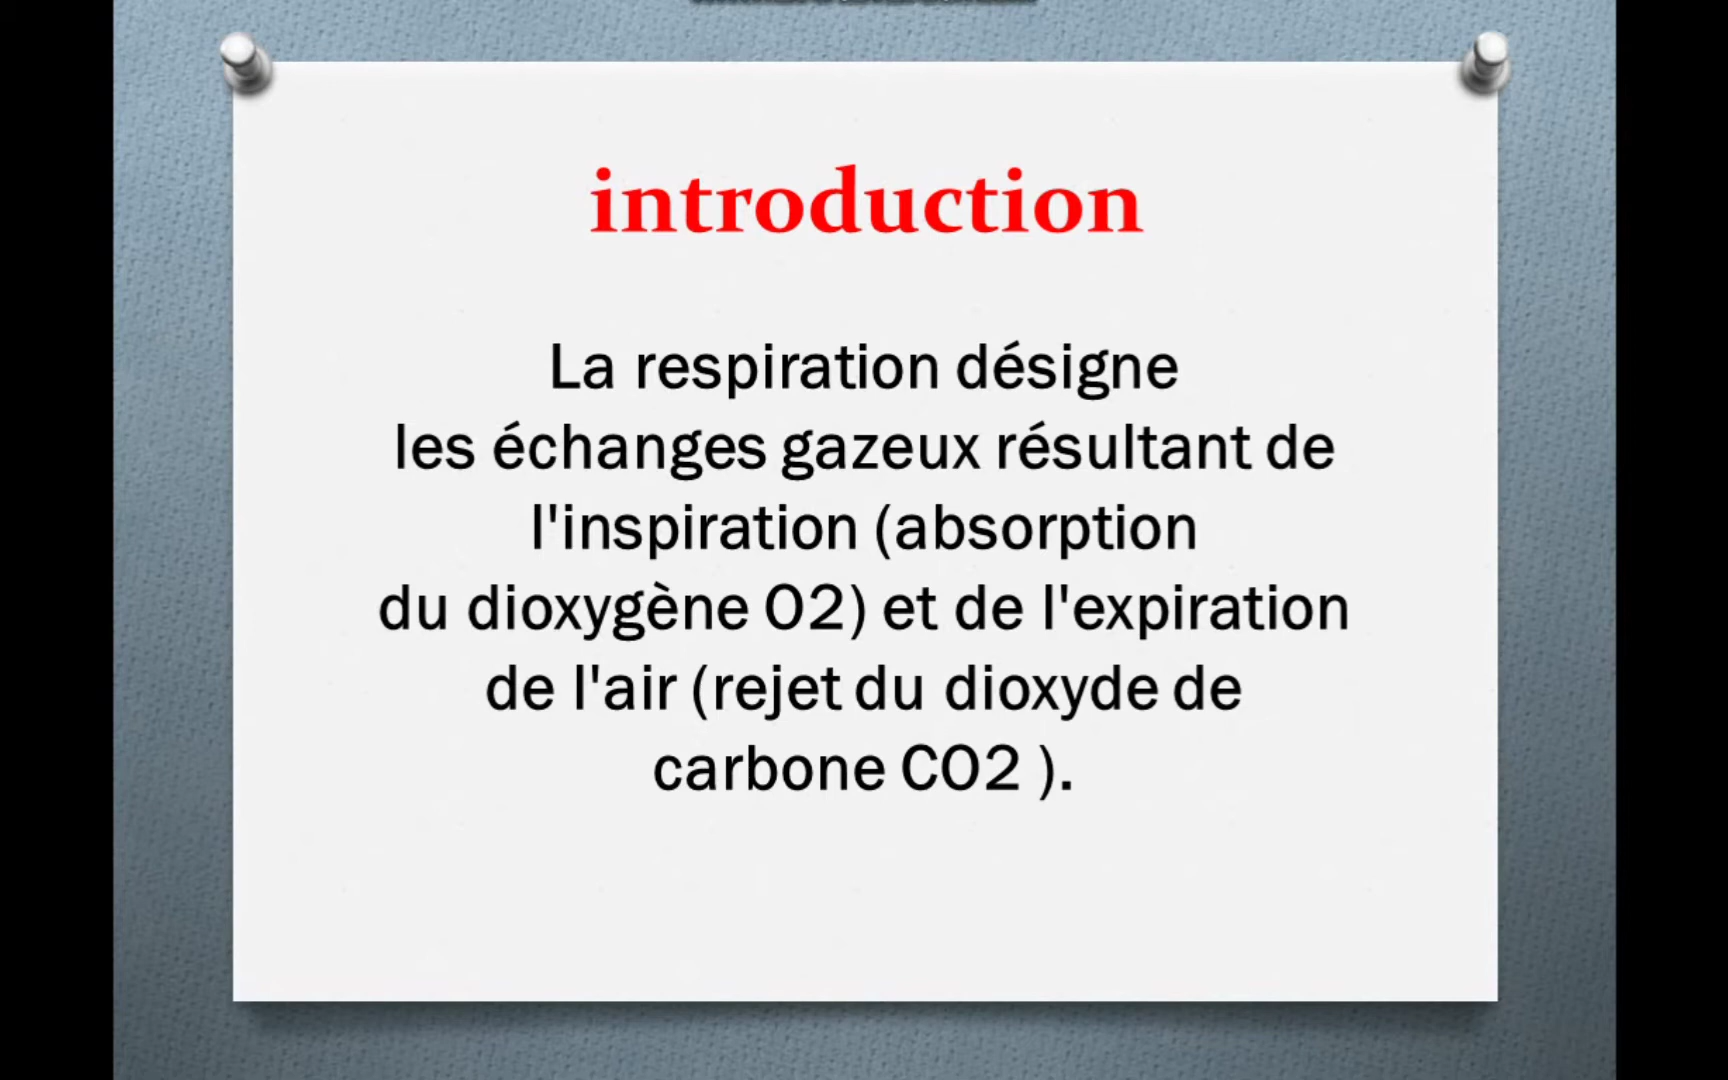 introduction
La respiration désigne
les échanges gazeux résultant de
l'inspiration (absorption
du dioxygène O2) et de l'expiration
de l'air (rejet du dioxyde de
carbone CO2 ).